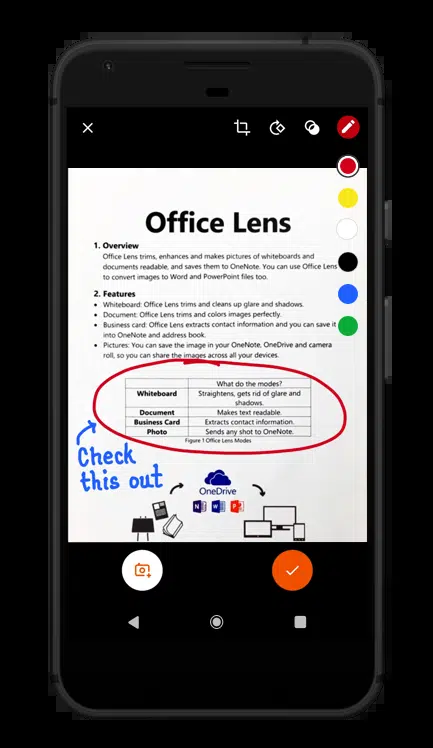 Office Lens
1. Overview
Office Lens trims, enhances and makes pictures of whiteboards and
documents readable, and saves them to OneNote. You can use Office Lens
to convert images to Word and PowerPoint files too.
2. Features
• Whiteboard: Office Lens trims and cleans up glare and shadows.
• Document: Office Lens trims and colors images perfectly.
• Business card: Office Lens extracts contact information and you can save it
into OneNote and address book.
• Pictures: You can save the image in your OneNote, OneDrive and camera
roll, so you can share the images across all your devices.
What do the modes?
Whiteboard Straightens, gets rid of glare and
shadows.
Document Makes text readable.
Business Card Extracts contact information.
Photo Sends any shot to OneNote.
Figure 1 Office Lens Modes
Check
this out
OneDrive
N W P